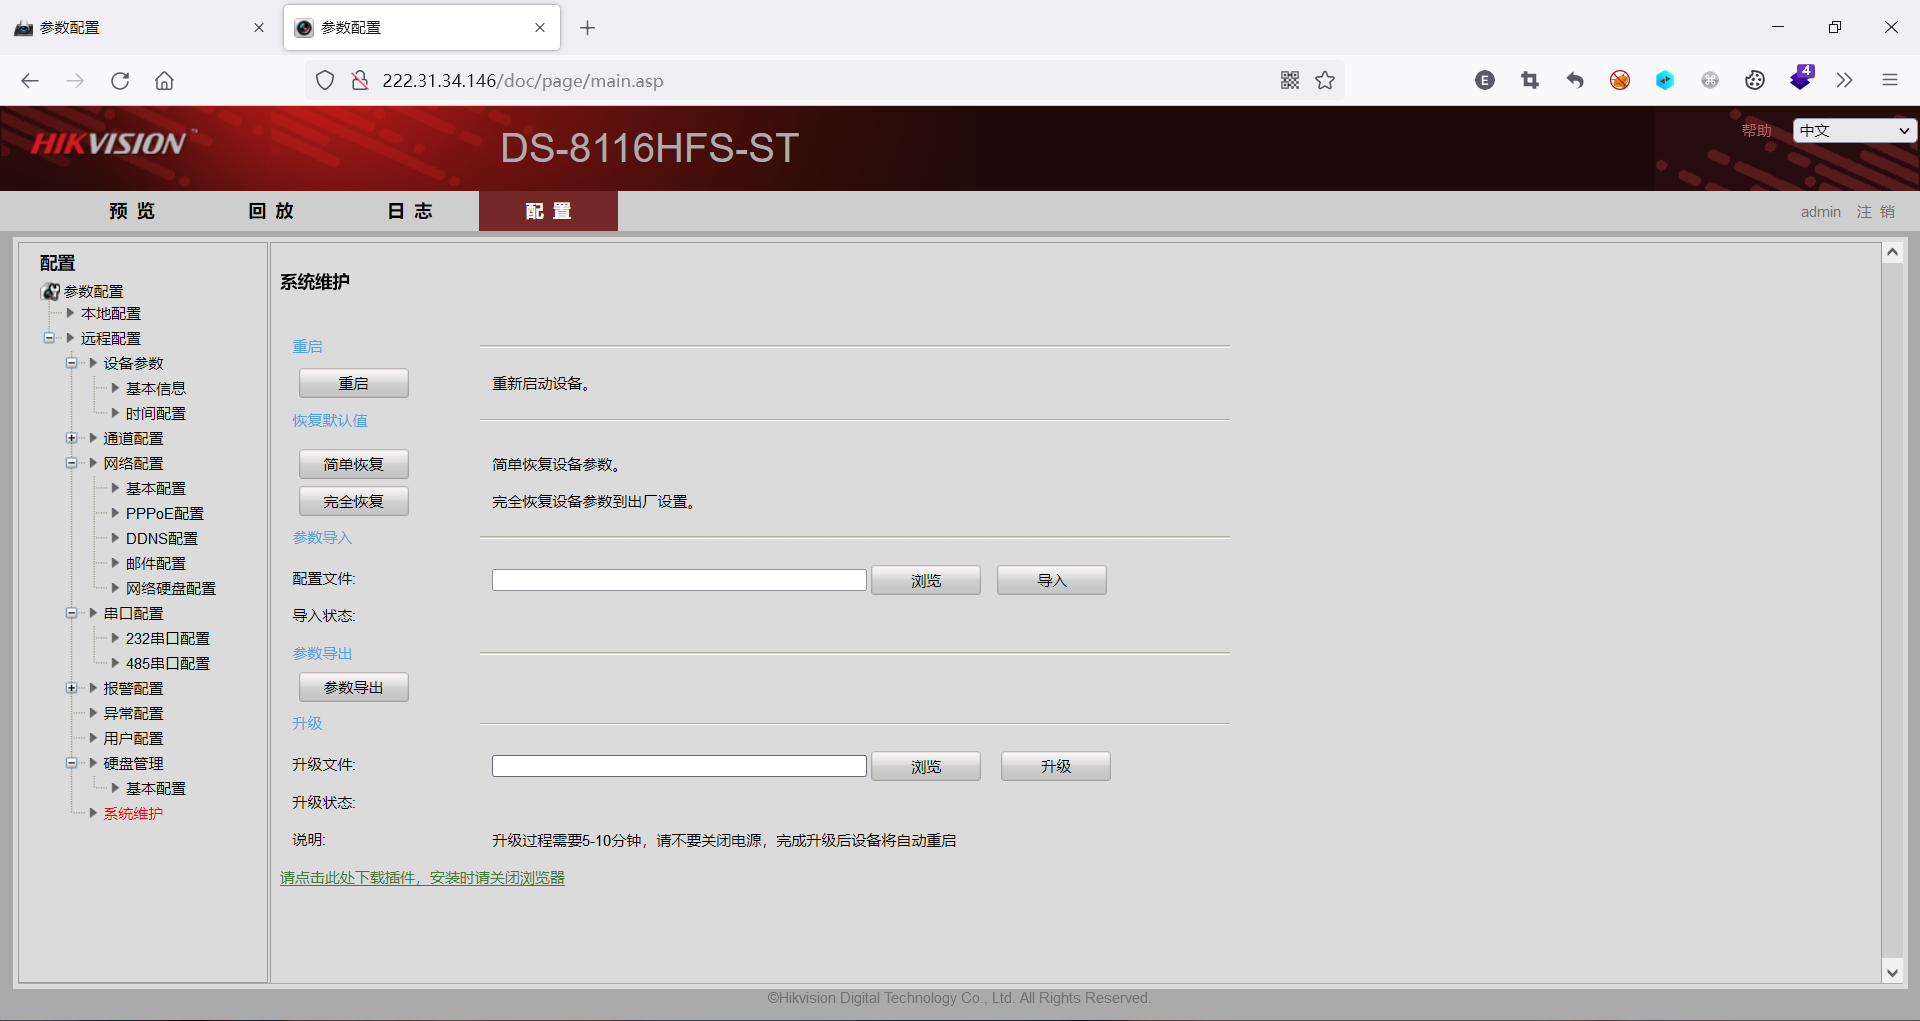 参数配置
参数配置
222.31.34.146/doc/page/main.asp
E
4
HIKVISION
DS-8116HFS-ST
帮助
中文
预览
回放
日志
配置
admin
注 销
配置
参数配置
本地配置
远程配置
设备参数
基本信息
时间配置
通道配置
网络配置
基本配置
PPPoE配置
DDNS配置
邮件配置
网络硬盘配置
串口配置
232串口配置
485串口配置
报警配置
异常配置
用户配置
硬盘管理
基本配置
系统维护
系统维护
重启
重启 重新启动设备。
恢复默认值
简单恢复 简单恢复设备参数。
完全恢复 完全恢复设备参数到出厂设置。
参数导入
配置文件: 浏览 导入
导入状态:
参数导出
参数导出
升级
升级文件: 浏览 升级
升级状态:
说明: 升级过程需要5-10分钟，请不要关闭电源，完成升级后设备将自动重启
请点击此处下载插件，安装时请关闭浏览器
©Hikvision Digital Technology Co., Ltd. All Rights Reserved.